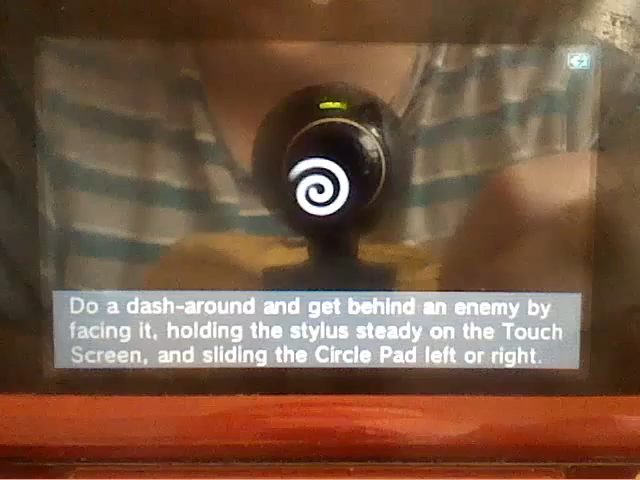 Do a dash-around and get behind an enemy by
facing it, holding the stylus steady on the Touch
Screen, and sliding the Circle Pad left or right.